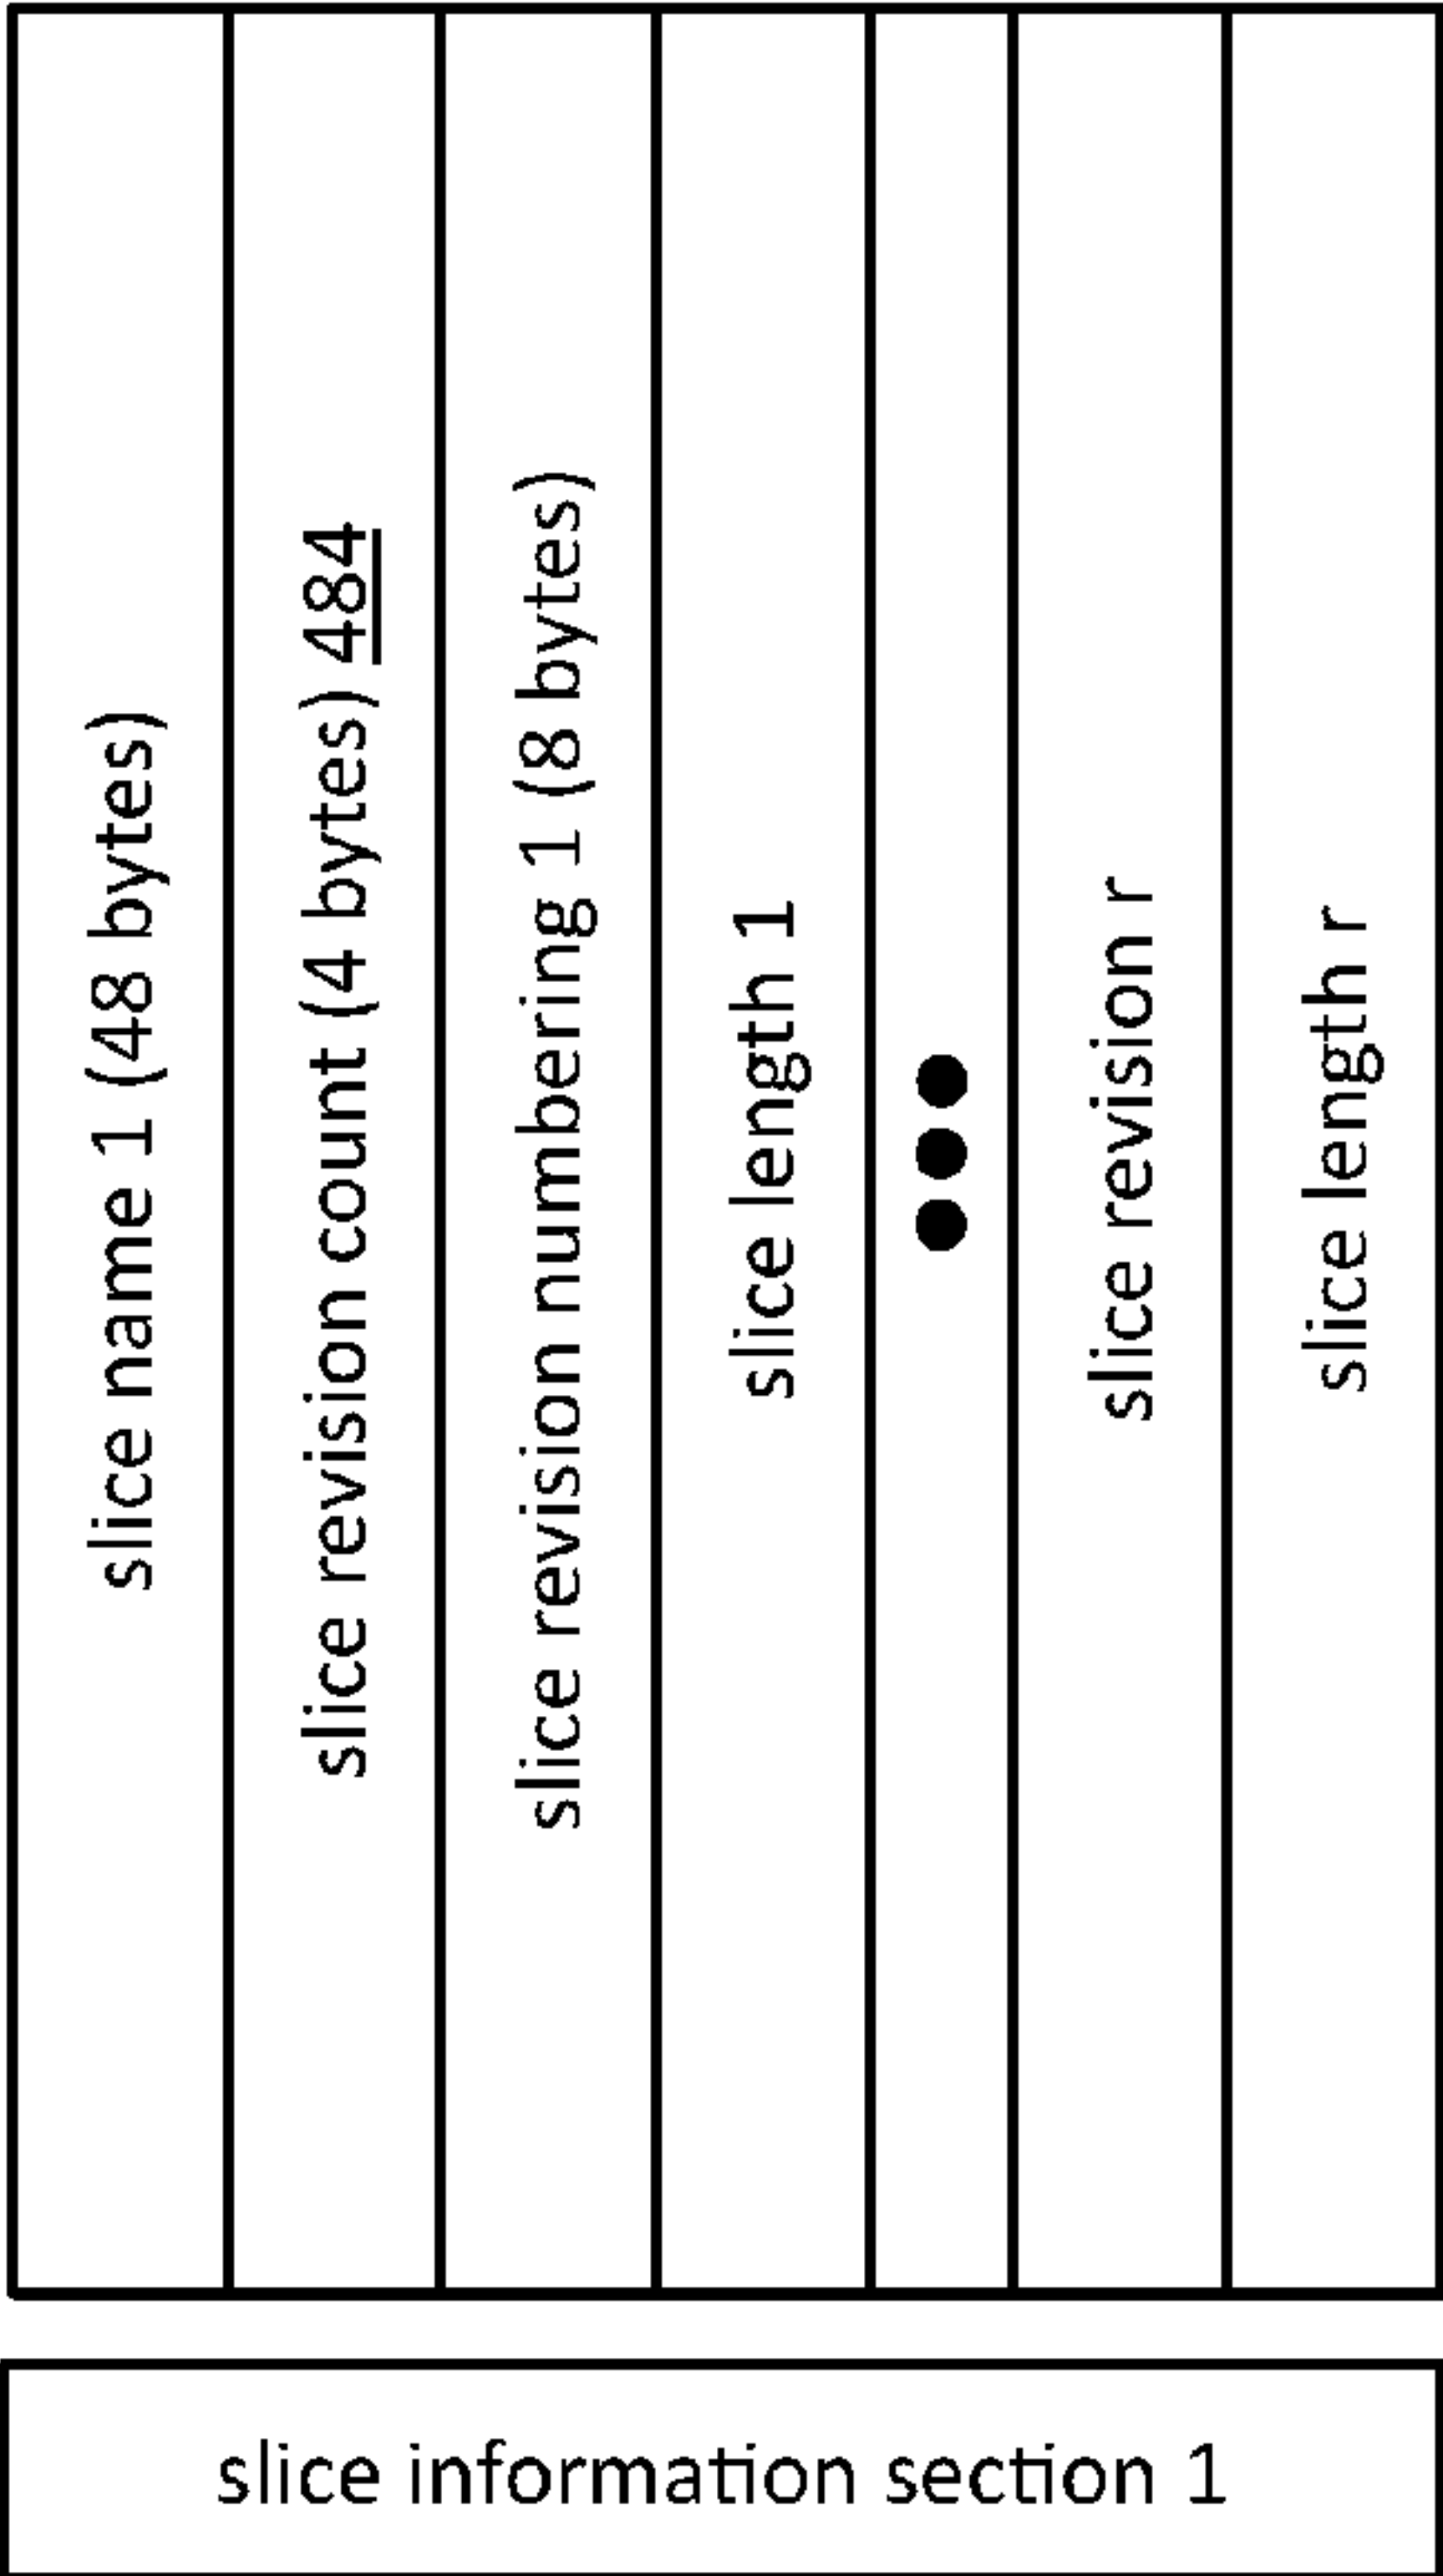 slice name 1 (48 bytes)
slice revision count (4 bytes) 484
slice revision numbering 1 (8 bytes)
slice length 1
slice revision r
slice length r
slice information section 1